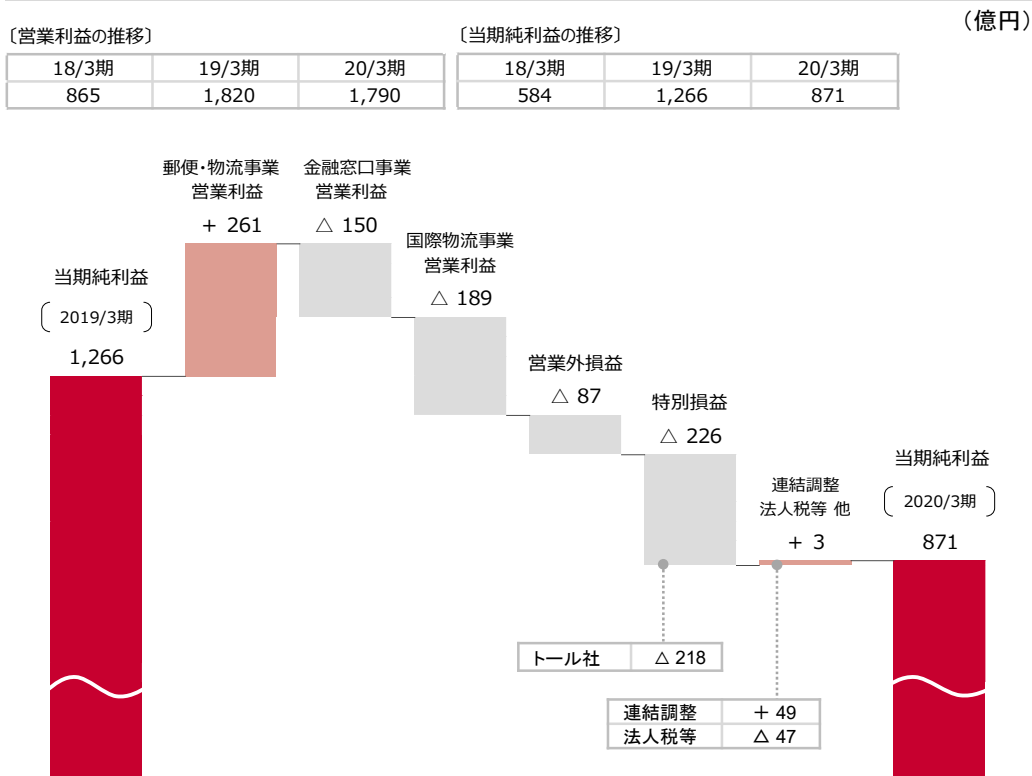 （億円）
〔営業利益の推移〕
18/3期 19/3期 20/3期
865 1,820 1,790
〔当期純利益の推移〕
18/3期 19/3期 20/3期
584 1,266 871
当期純利益
2019/3期
1,266
郵便・物流事業
営業利益
+ 261
金融窓口事業
営業利益
△ 150
国際物流事業
営業利益
△ 189
営業外損益
△ 87
特別損益
△ 226
連結調整
法人税等 他
+ 3
当期純利益
2020/3期
871
トール社 △ 218
連結調整 + 49
法人税等 △ 47